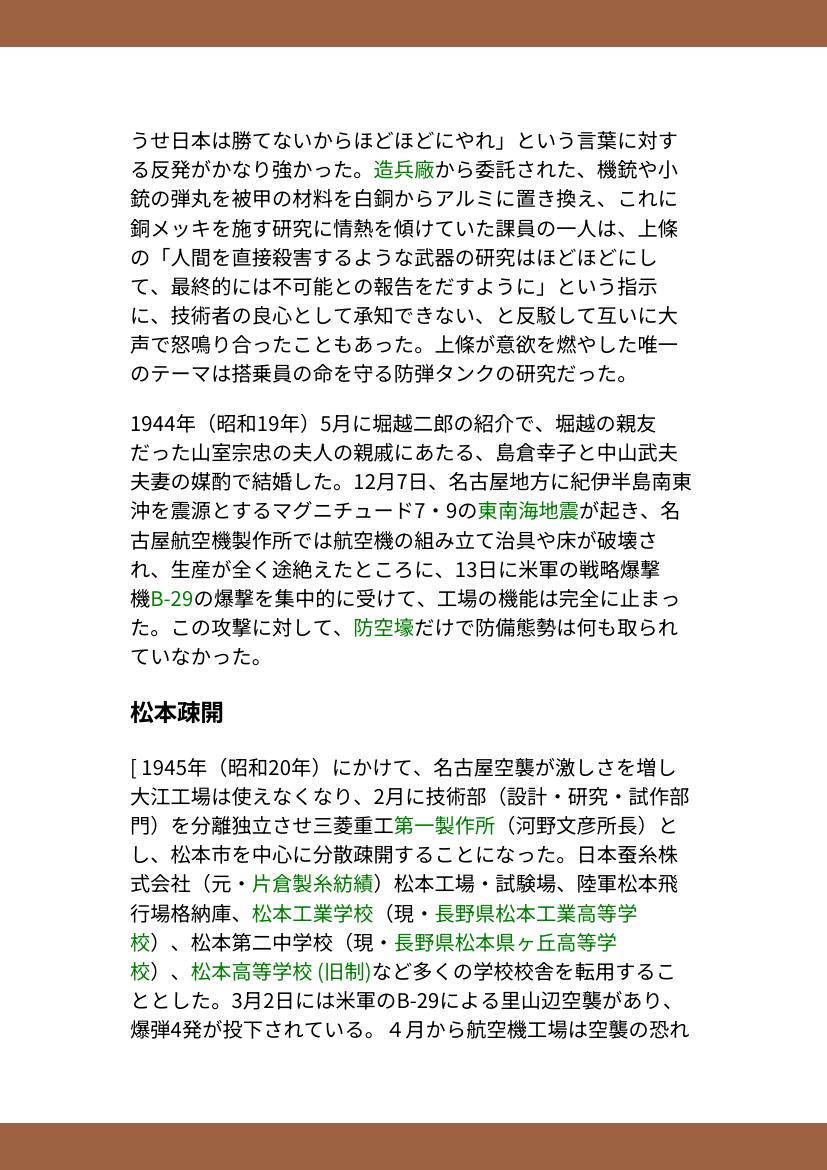 うせ日本は勝てないからほどほどにやれ」という言葉に対す
る反発がかなり強かった。造兵廠から委託された、機銃や小
銃の弾丸を被甲の材料を白銅からアルミに置き換え、これに
銅メッキを施す研究に情熱を傾けていた課員の一人は、上條
の「人間を直接殺害するような武器の研究はほどほどにし
て、最終的には不可能との報告をだすように」という指示
に、技術者の良心として承知できない、と反駁して互いに大
声で怒鳴り合ったこともあった。上條が意欲を燃やした唯一
のテーマは搭乗員の命を守る防弾タンクの研究だった。
1944年（昭和19年）5月に堀越二郎の紹介で、堀越の親友
だった山室宗忠の夫人の親戚にあたる、島倉幸子と中山武夫
夫妻の媒酌で結婚した。12月7日、名古屋地方に紀伊半島南東
沖を震源とするマグニチュード7・9の東南海地震が起き、名
古屋航空機製作所では航空機の組み立て治具や床が破壊さ
れ、生産が全く途絶えたところに、13日に米軍の戦略爆撃
機B-29の爆撃を集中的に受けて、工場の機能は完全に止まっ
た。この攻撃に対して、防空壕だけで防備態勢は何も取られ
ていなかった。
松本疎開
[ 1945年（昭和20年）にかけて、名古屋空襲が激しさを増し
大江工場は使えなくなり、2月に技術部（設計・研究・試作部
門）を分離独立させ三菱重工第一製作所（河野文彦所長）と
し、松本市を中心に分散疎開することになった。日本蚕糸株
式会社（元・片倉製糸紡績）松本工場・試験場、陸軍松本飛
行場格納庫、松本工業学校（現・長野県松本工業高等学
校）、松本第二中学校（現・長野県松本県ヶ丘高等学
校）、松本高等学校 (旧制)など多くの学校校舎を転用するこ
ととした。3月2日には米軍のB-29による里山辺空襲があり、
爆弾4発が投下されている。４月から航空機工場は空襲の恐れ